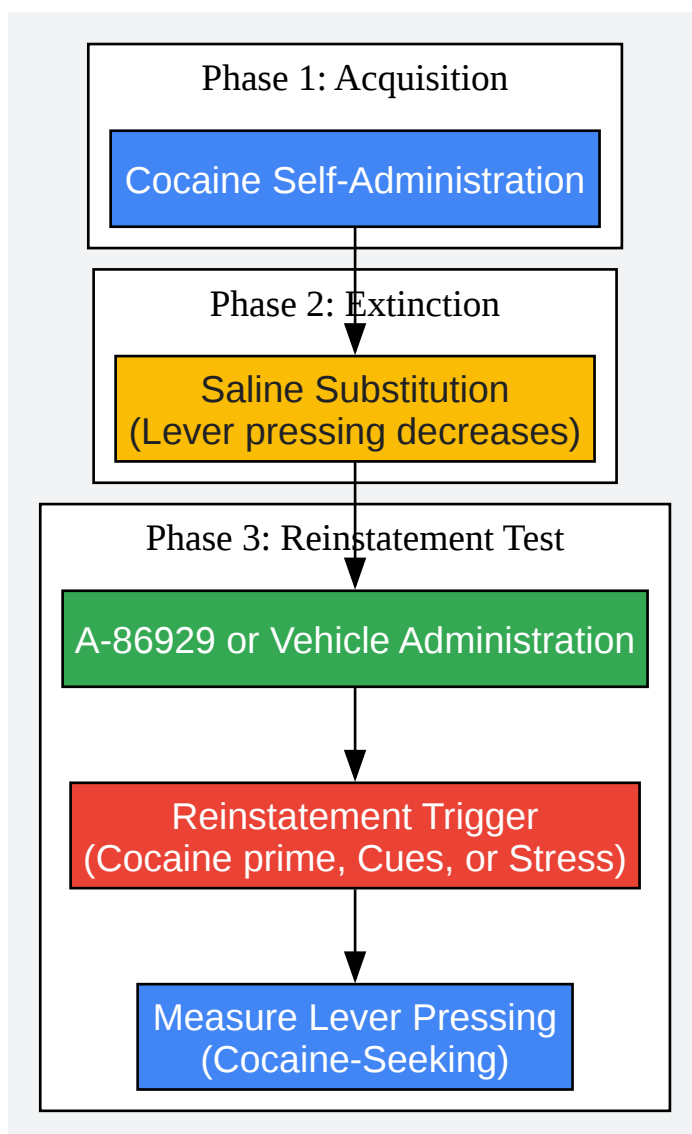 Phase 1: Acquisition
Cocaine Self-Administration
Phase 2: Extinction
Saline Substitution
(Lever pressing decreases)
Phase 3: Reinstatement Test
A-86929 or Vehicle Administration
Reinstatement Trigger
(Cocaine prime, Cues, or Stress)
Measure Lever Pressing
(Cocaine-Seeking)